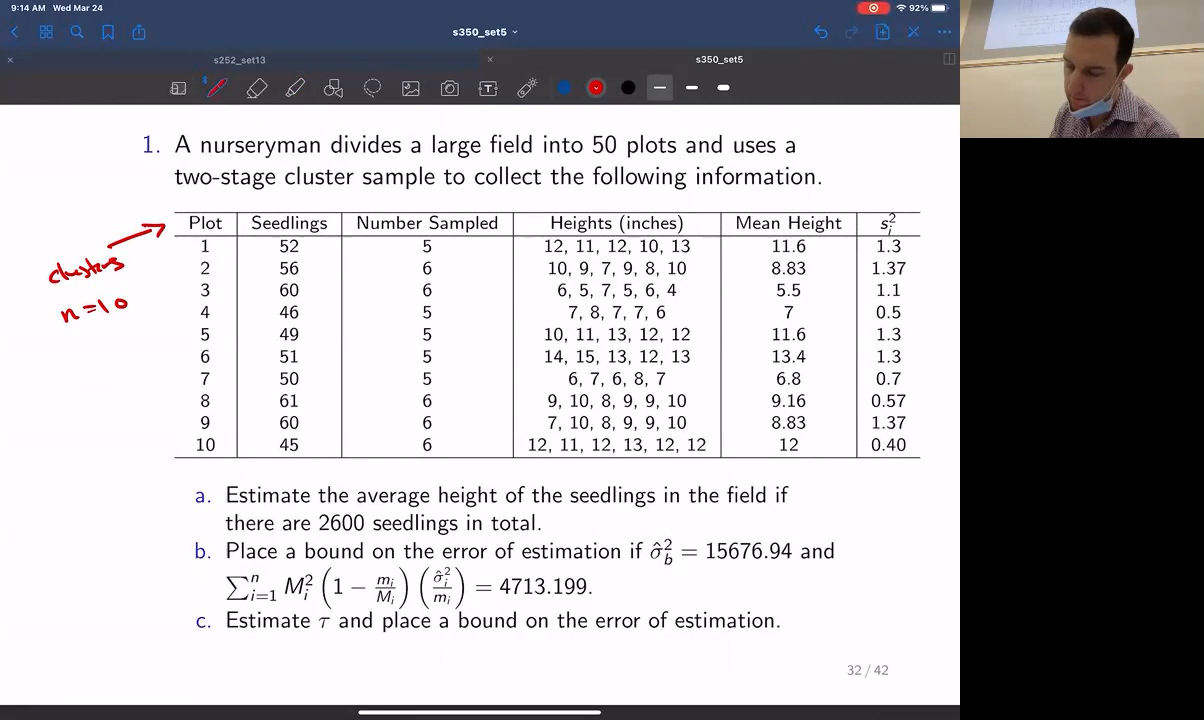 9:14 AM Wed Mar 24
92%
s350_set5
s252_set13
s350_set5
1. A nurseryman divides a large field into 50 plots and uses a
two-stage cluster sample to collect the following information.
Plot Seedlings Number Sampled Heights (inches) Mean Height s_i^2
1 52 5 12, 11, 12, 10, 13 11.6 1.3
2 56 6 10, 9, 7, 9, 8, 10 8.83 1.37
3 60 6 6, 5, 7, 5, 6, 4 5.5 1.1
4 46 5 7, 8, 7, 7, 6 7 0.5
5 49 5 10, 11, 13, 12, 12 11.6 1.3
6 51 5 14, 15, 13, 12, 13 13.4 1.3
7 50 5 6, 7, 6, 8, 7 6.8 0.7
8 61 6 9, 10, 8, 9, 9, 10 9.16 0.57
9 60 6 7, 10, 8, 9, 9, 10 8.83 1.37
10 45 6 12, 11, 12, 13, 12, 12 12 0.40
clusters
n=10
a. Estimate the average height of the seedlings in the field if
there are 2600 seedlings in total.
b. Place a bound on the error of estimation if σ̂_b^2 = 15676.94 and
∑_{i=1}^n M_i^2 (1 − m_i/M_i) (σ̂_i^2/m_i) = 4713.199.
c. Estimate τ and place a bound on the error of estimation.
32 / 42